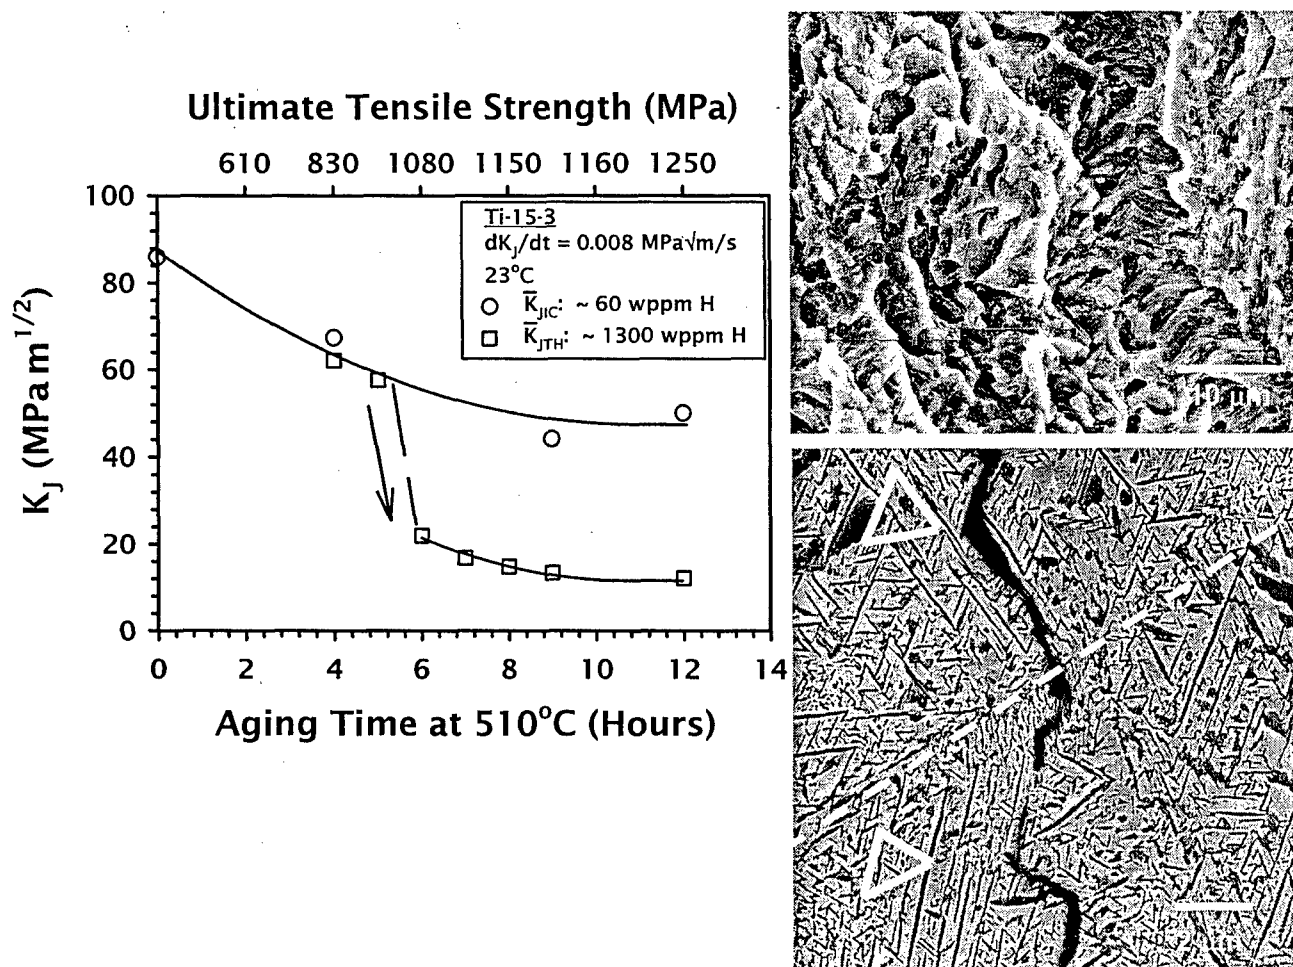 Ultimate Tensile Strength (MPa)
610 830 1080 1150 1160 1250
100
80
60
40
20
0
K_J (MPa m^1/2)
Ti-15-3
dK_J/dt = 0.008 MPa√m/s
23°C
K̅_JIC: ~ 60 wppm H
K̅_JTH: ~ 1300 wppm H
0 2 4 6 8 10 12 14
Aging Time at 510°C (Hours)
10 µm